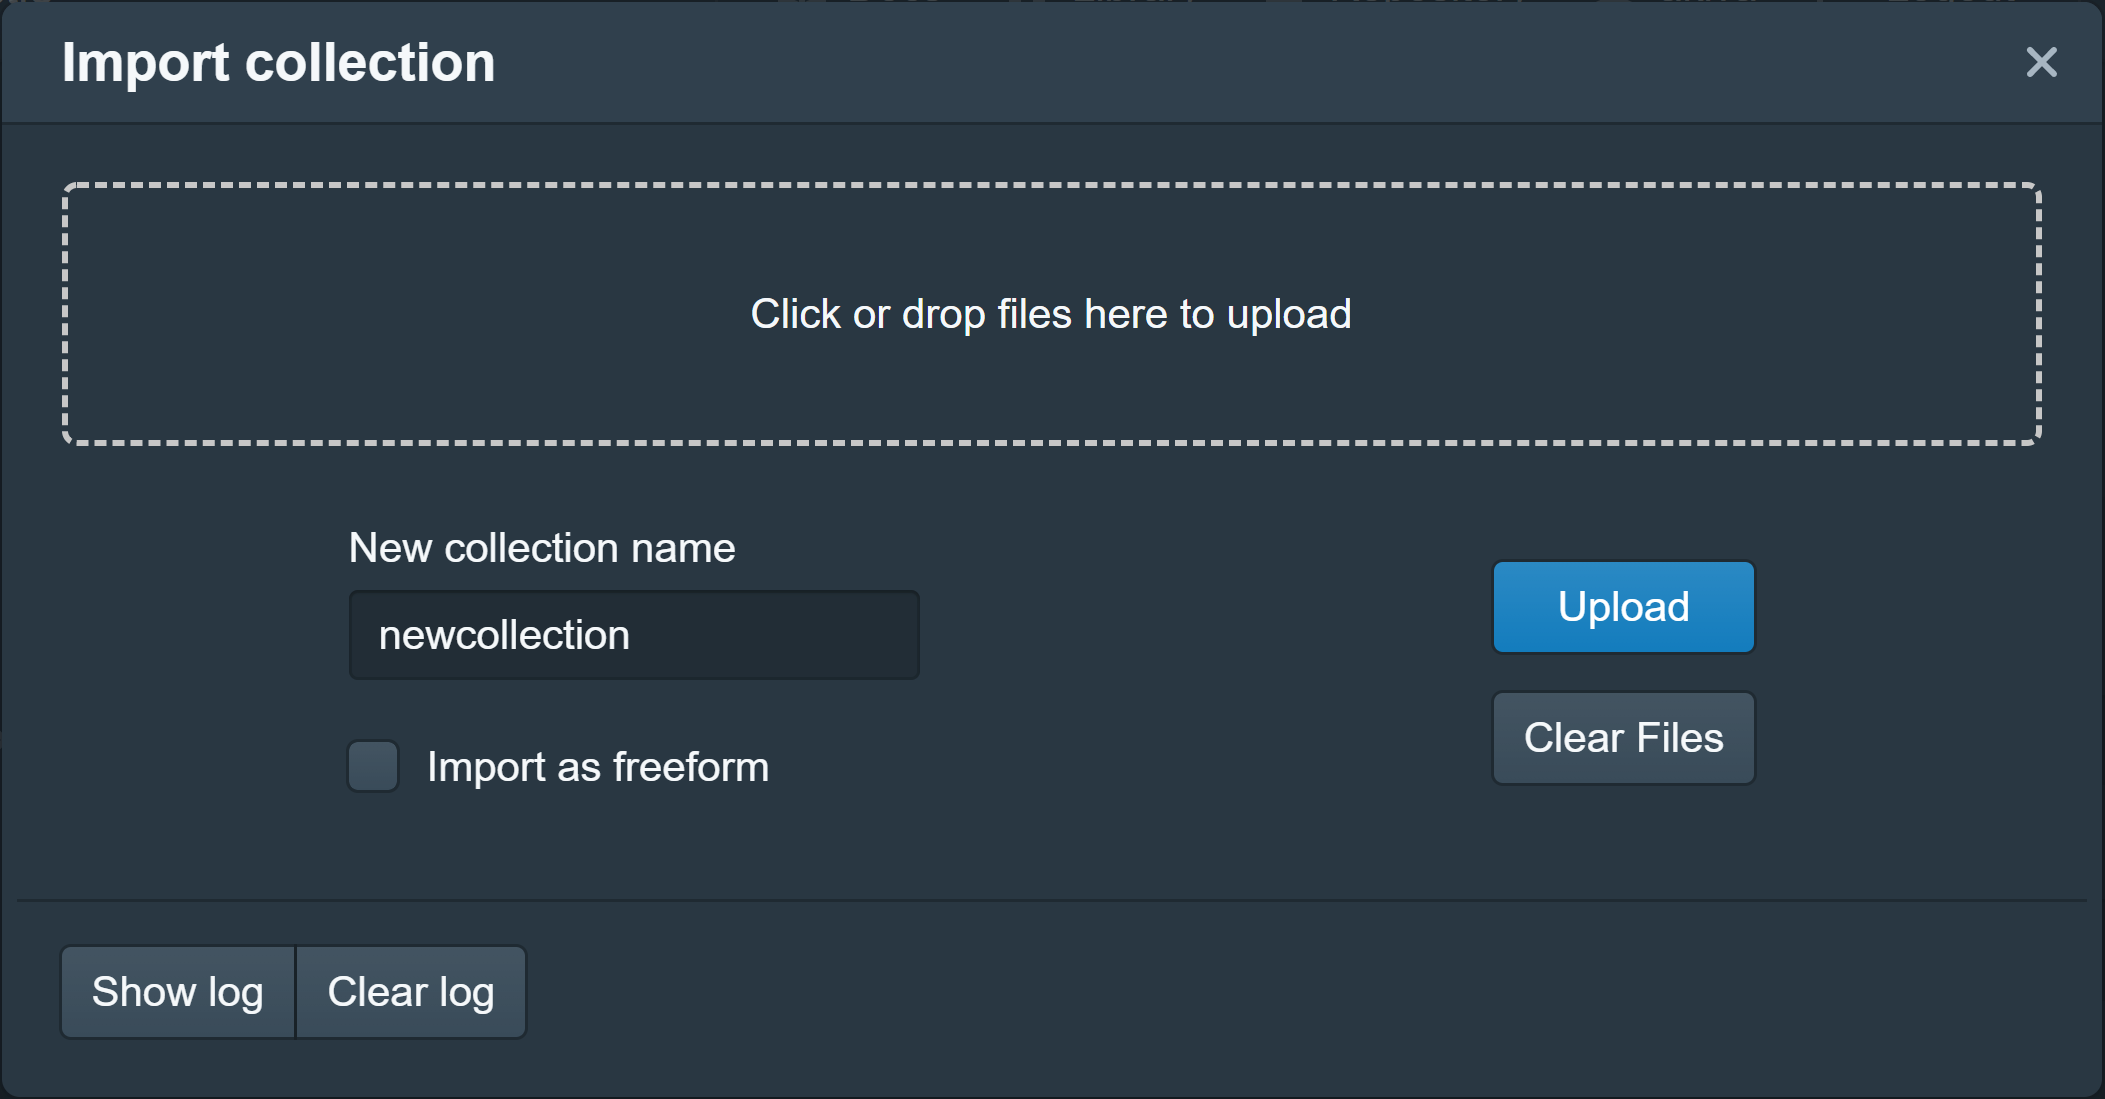 Import collection
Click or drop files here to upload
New collection name
newcollection
Import as freeform
Upload
Clear Files
Show log
Clear log